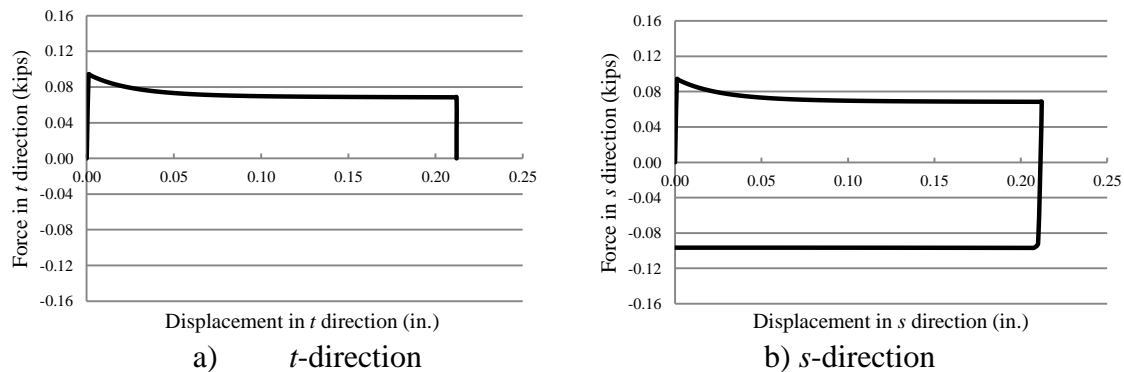 0.16
0.12
0.08
0.04
0.00
-0.04
-0.08
-0.12
-0.16
0.00 0.05 0.10 0.15 0.20 0.25
Force in t direction (kips)
Displacement in t direction (in.)
a) t-direction
0.16
0.12
0.08
0.04
0.00
-0.04
-0.08
-0.12
-0.16
0.00 0.05 0.10 0.15 0.20 0.25
Force in s direction (kips)
Displacement in s direction (in.)
b) s-direction